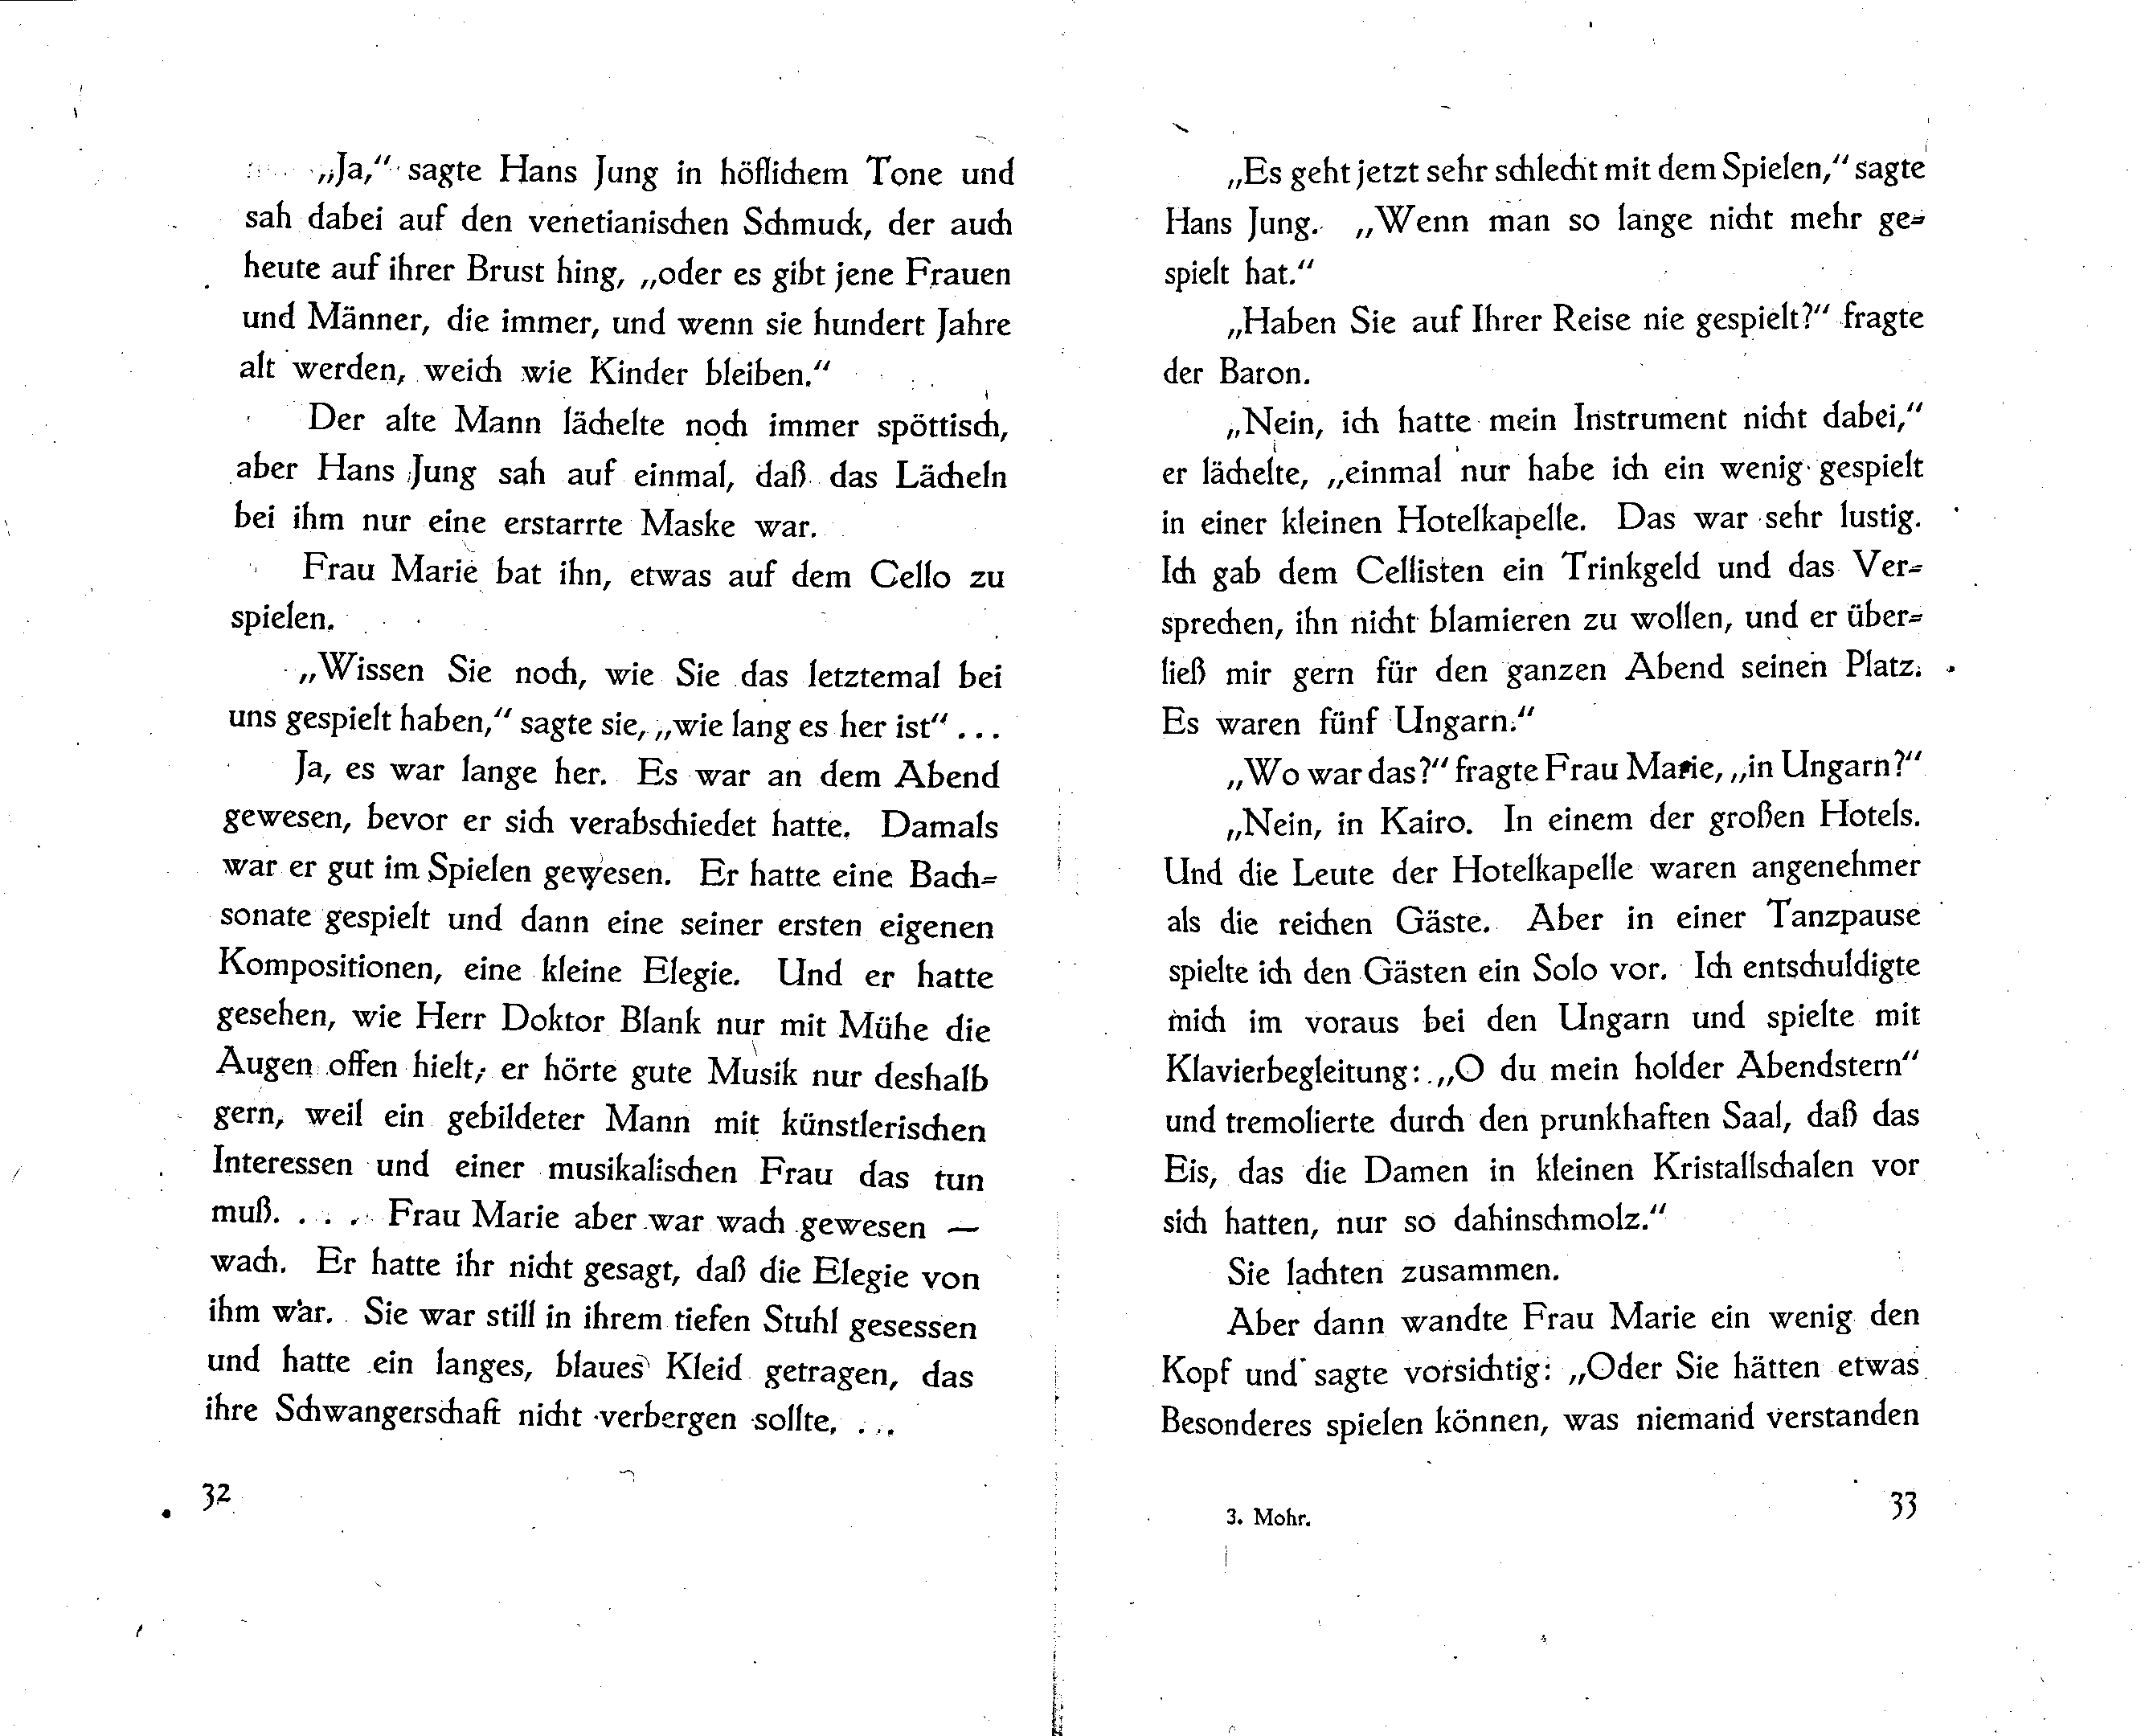 „Ja,“ sagte Hans Jung in höflichem Tone und
sah dabei auf den venetianischen Schmuck, der auch
heute auf ihrer Brust hing, „oder es gibt jene Frauen
und Männer, die immer, und wenn sie hundert Jahre
alt werden, weich wie Kinder bleiben.“
Der alte Mann lächelte noch immer spöttisch,
aber Hans Jung sah auf einmal, daß das Lächeln
bei ihm nur eine erstarrte Maske war.
Frau Marie bat ihn, etwas auf dem Cello zu
spielen.
„Wissen Sie noch, wie Sie das letztemal bei
uns gespielt haben,“ sagte sie, „wie lang es her ist“ ...
Ja, es war lange her. Es war an dem Abend
gewesen, bevor er sich verabschiedet hatte. Damals
war er gut im Spielen gewesen. Er hatte eine Bach-
sonate gespielt und dann eine seiner ersten eigenen
Kompositionen, eine kleine Elegie. Und er hatte
gesehen, wie Herr Doktor Blank nur mit Mühe die
Augen offen hielt; er hörte gute Musik nur deshalb
gern, weil ein gebildeter Mann mit künstlerischen
Interessen und einer musikalischen Frau das tun
muß. . . . Frau Marie aber war wach gewesen —
wach. Er hatte ihr nicht gesagt, daß die Elegie von
ihm war. Sie war still in ihrem tiefen Stuhl gesessen
und hatte ein langes, blaues Kleid getragen, das
ihre Schwangerschaft nicht verbergen sollte. ...
32
„Es geht jetzt sehr schlecht mit dem Spielen,“ sagte
Hans Jung. „Wenn man so lange nicht mehr ge-
spielt hat.“
„Haben Sie auf Ihrer Reise nie gespielt?“ fragte
der Baron.
„Nein, ich hatte mein Instrument nicht dabei,“
er lächelte, „einmal nur habe ich ein wenig gespielt
in einer kleinen Hotelkapelle. Das war sehr lustig.
Ich gab dem Cellisten ein Trinkgeld und das Ver-
sprechen, ihn nicht blamieren zu wollen, und er über-
ließ mir gern für den ganzen Abend seinen Platz.
Es waren fünf Ungarn.“
„Wo war das?“ fragte Frau Marie, „in Ungarn?“
„Nein, in Kairo. In einem der großen Hotels.
Und die Leute der Hotelkapelle waren angenehmer
als die reichen Gäste. Aber in einer Tanzpause
spielte ich den Gästen ein Solo vor. Ich entschuldigte
mich im voraus bei den Ungarn und spielte mit
Klavierbegleitung: „O du mein holder Abendstern“
und tremolierte durch den prunkhaften Saal, daß das
Eis, das die Damen in kleinen Kristallschalen vor
sich hatten, nur so dahinschmolz.“
Sie lachten zusammen.
Aber dann wandte Frau Marie ein wenig den
Kopf und sagte vorsichtig: „Oder Sie hätten etwas
Besonderes spielen können, was niemand verstanden
3. Mohr.
33